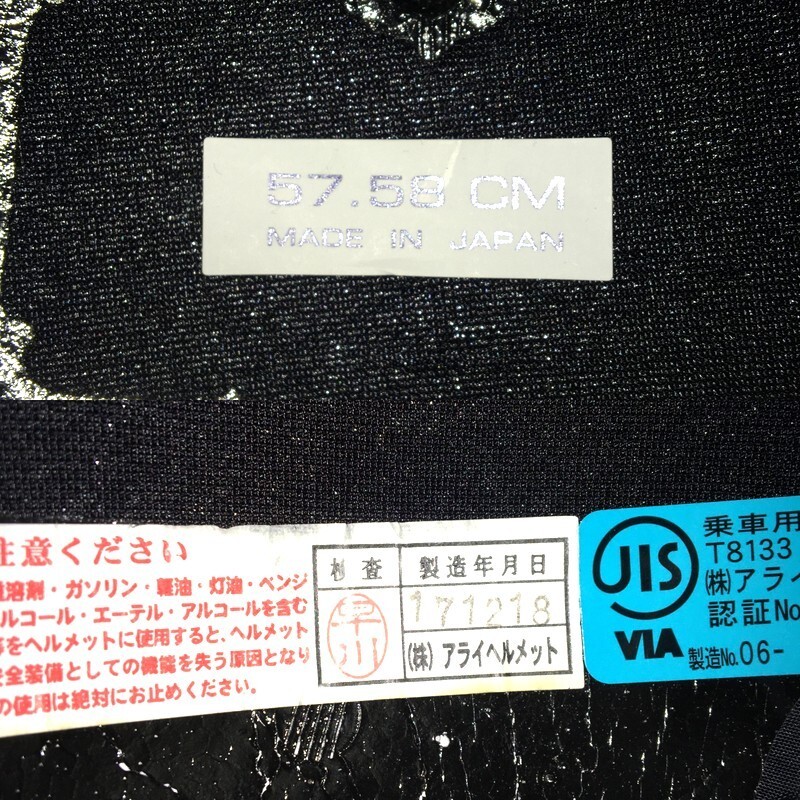 57.58 CM
MADE IN JAPAN
注意ください
溶剤・ガソリン・軽油・灯油・ベンジ
ルコール・エーテル・アルコールを含む
をヘルメットに使用すると、ヘルメット
安全装備としての機能を失う原因となり
の使用は絶対にお止めください。
検査
早川
製造年月日
171218
(株) アライヘルメット
JIS
VIA
乗車用
T8133
(株)アライ
認証No
製造No.06-